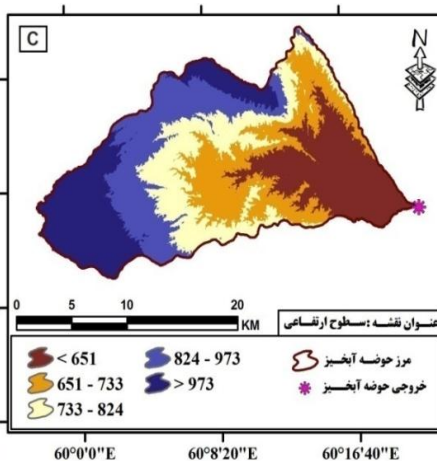 C
N
0 5 10 20
KM
عنوان نقشه : سطوح ارتفاعی
< 651
651 - 733
733 - 824
824 - 973
> 973
مرز حوضه آبخیز
خروجی حوضه آبخیز
60°0'0"E 60°8'20"E 60°16'40"E